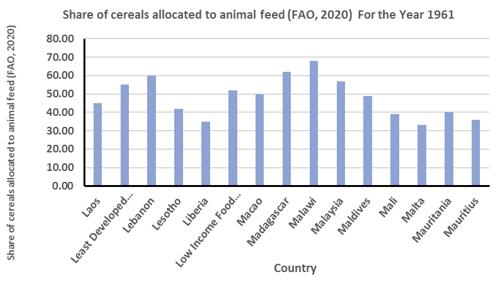 Share of cereals allocated to animal feed (FAO, 2020)  For the Year 1961
Share of cereals allocated to animal feed (FAO, 2020)
80.00
70.00
60.00
50.00
40.00
30.00
20.00
10.00
0.00
Laos
Least Developed...
Lebanon
Lesotho
Liberia
Low Income Food...
Macao
Madagascar
Malawi
Malaysia
Maldives
Mali
Malta
Mauritania
Mauritius
Country